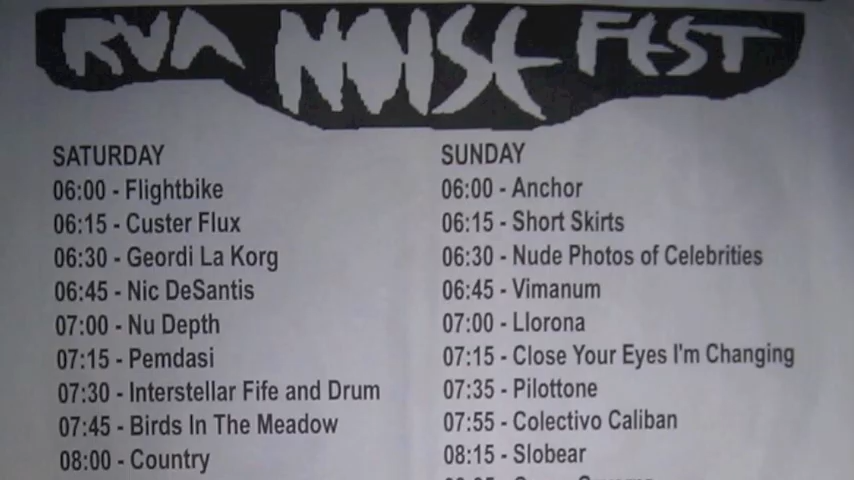 RVA NOISE FEST
SATURDAY
06:00 - Flightbike
06:15 - Custer Flux
06:30 - Geordi La Korg
06:45 - Nic DeSantis
07:00 - Nu Depth
07:15 - Pemdasi
07:30 - Interstellar Fife and Drum
07:45 - Birds In The Meadow
08:00 - Country
SUNDAY
06:00 - Anchor
06:15 - Short Skirts
06:30 - Nude Photos of Celebrities
06:45 - Vimanum
07:00 - Llorona
07:15 - Close Your Eyes I'm Changing
07:35 - Pilottone
07:55 - Colectivo Caliban
08:15 - Slobear